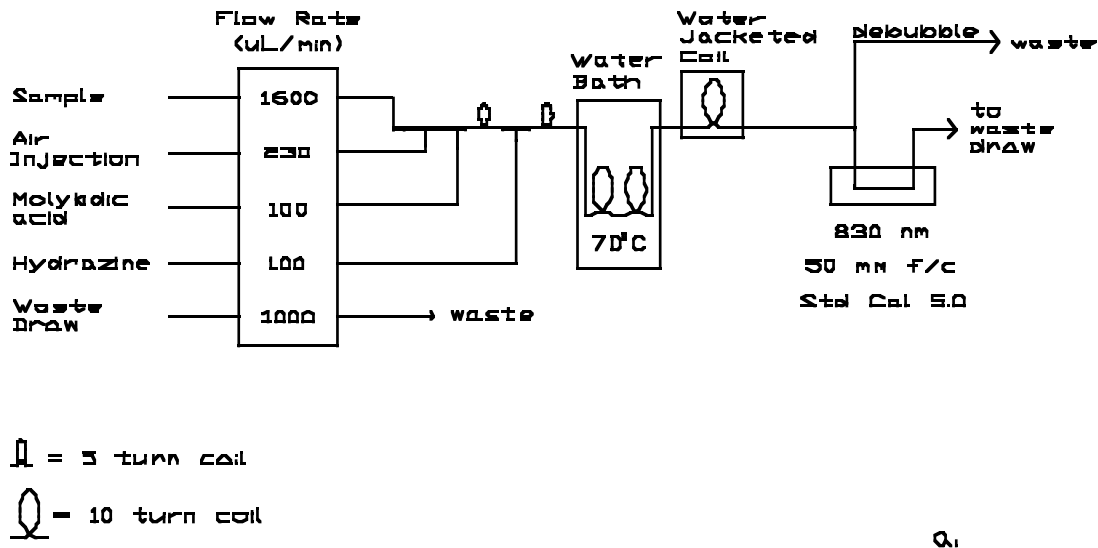 Flow Rate
(uL/min)
Sample
1600
Air
Injection
230
Molybdic
acid
100
Hydrazine
100
Waste
Draw
1000
waste
Water
Bath
70°C
Water
Jacketed
Coil
Debubble
waste
to
waste
draw
830 nm
50 mm f/c
Std Cal 5.0
= 5 turn coil
= 10 turn coil
a.